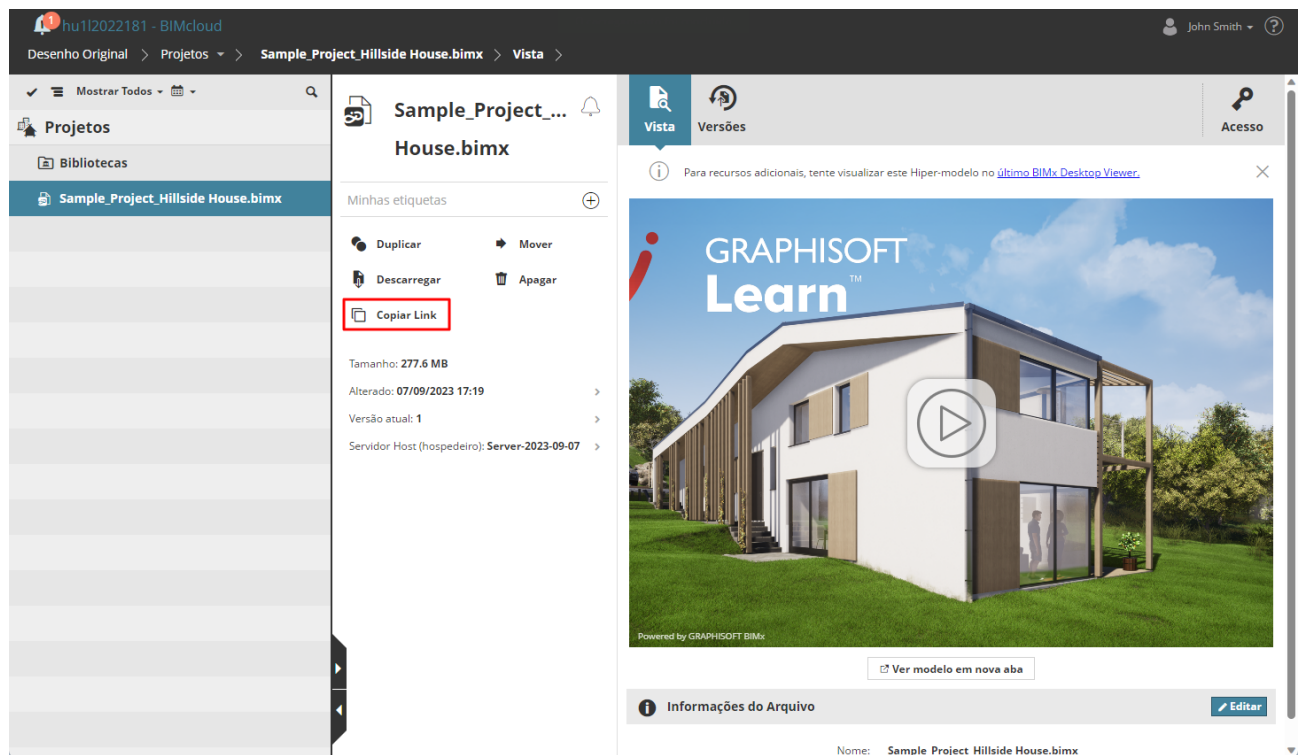 1
hu1l2022181 - BIMcloud
John Smith
?
Desenho Original > Projetos > Sample_Project_Hillside House.bimx > Vista >
Mostrar Todos
Projetos
Bibliotecas
Sample_Project_Hillside House.bimx
Sample_Project_...
House.bimx
Minhas etiquetas
Duplicar
Mover
Descarregar
Apagar
Copiar Link
Tamanho: 277.6 MB
Alterado: 07/09/2023 17:19
Versão atual: 1
Servidor Host (hospedeiro): Server-2023-09-07
Vista
Versões
Acesso
Para recursos adicionais, tente visualizar este Hiper-modelo no último BIMx Desktop Viewer.
GRAPHISOFT
Learn™
Powered by GRAPHISOFT BIMx
Ver modelo em nova aba
Informações do Arquivo
Editar
Nome: Sample_Project_Hillside House.bimx